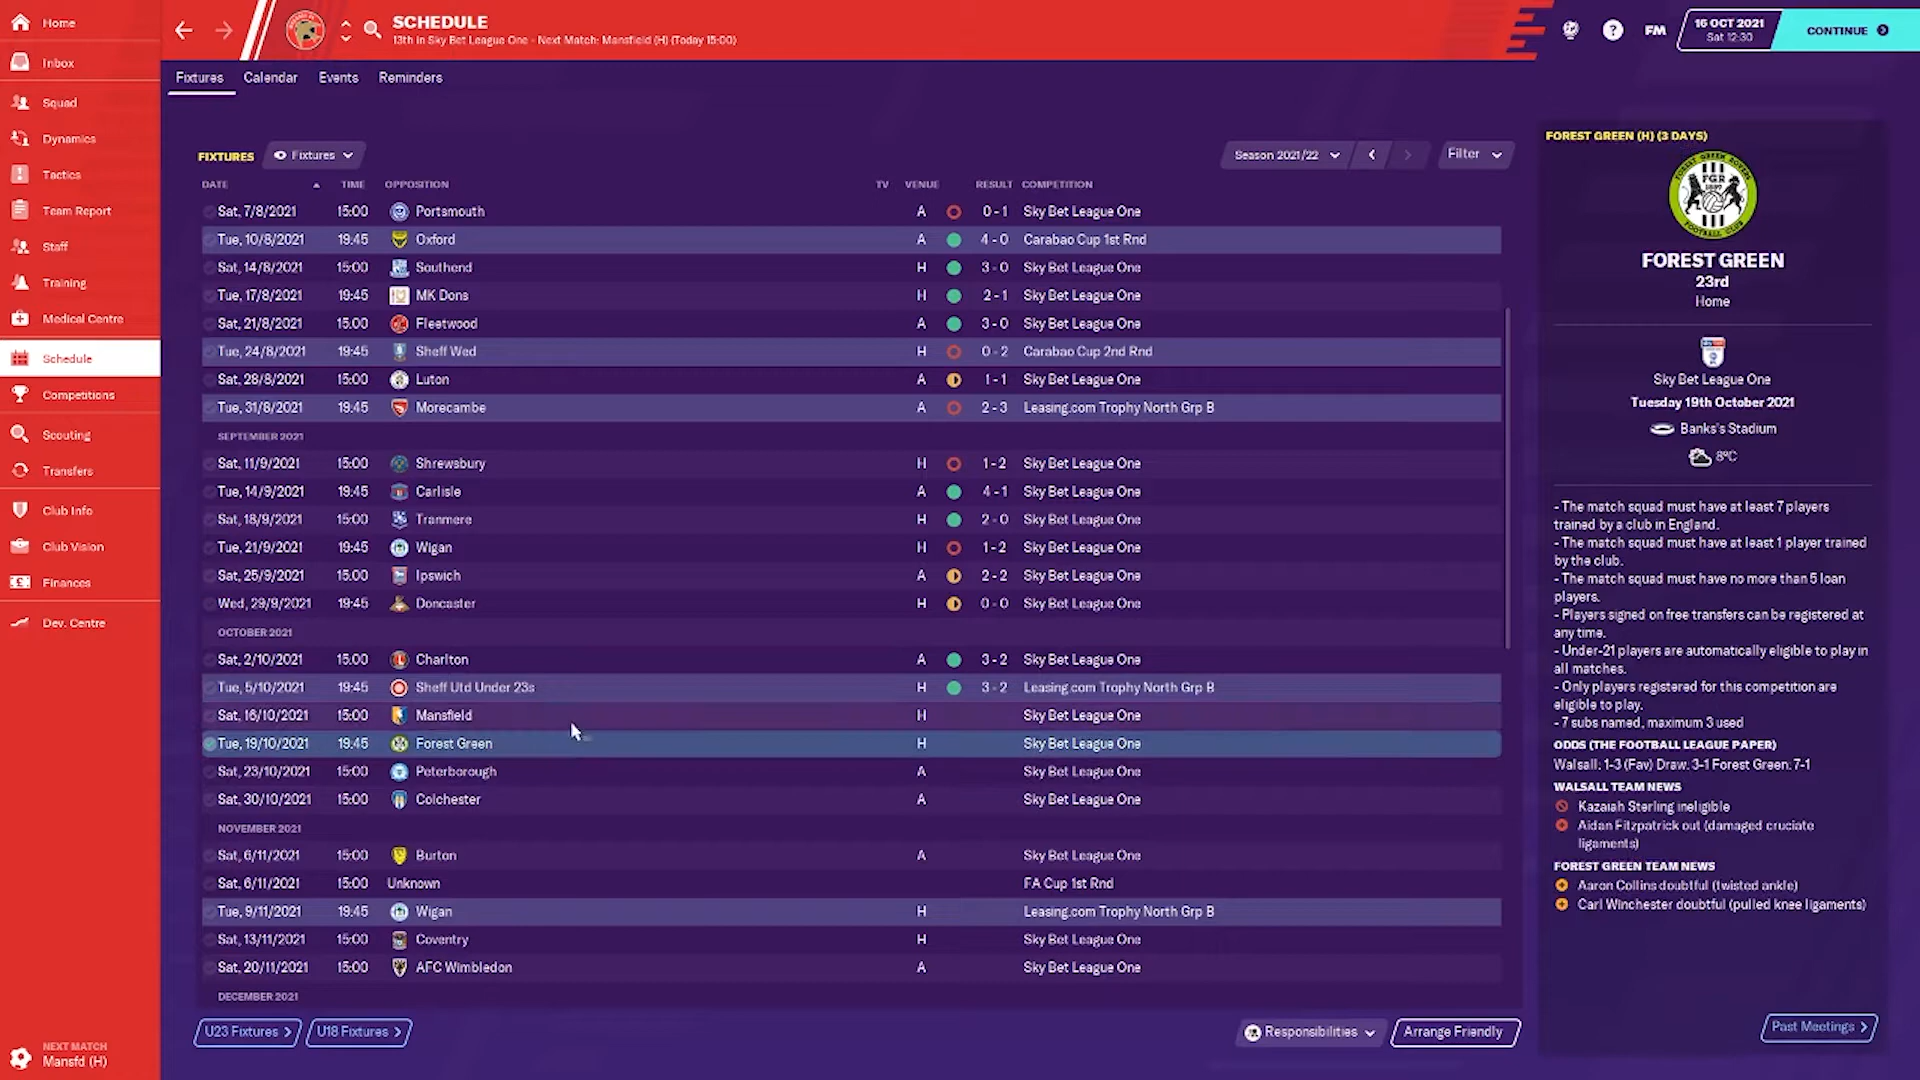 Home
Inbox
Squad
Dynamics
Tactics
Team Report
Staff
Training
Medical Centre
Schedule
Competitions
Scouting
Transfers
Club Info
Club Vision
Finances
Dev. Centre
NEXT MATCH
Mansfd (H)
SCHEDULE
13th in Sky Bet League One - Next Match: Mansfield (H) (Today 15:00)
FM
16 OCT 2021
Sat 12:30
CONTINUE
Fixtures Calendar Events Reminders
FIXTURES Fixtures Season 2021/22 Filter
DATE TIME OPPOSITION TV VENUE RESULT COMPETITION
Sat, 7/8/2021 15:00 Portsmouth A 0 - 1 Sky Bet League One
Tue, 10/8/2021 19:45 Oxford A 4 - 0 Carabao Cup 1st Rnd
Sat, 14/8/2021 15:00 Southend H 3 - 0 Sky Bet League One
Tue, 17/8/2021 19:45 MK Dons H 2 - 1 Sky Bet League One
Sat, 21/8/2021 15:00 Fleetwood A 3 - 0 Sky Bet League One
Tue, 24/8/2021 19:45 Sheff Wed H 0 - 2 Carabao Cup 2nd Rnd
Sat, 28/8/2021 15:00 Luton A 1 - 1 Sky Bet League One
Tue, 31/8/2021 19:45 Morecambe A 2 - 3 Leasing.com Trophy North Grp B
SEPTEMBER 2021
Sat, 11/9/2021 15:00 Shrewsbury H 1 - 2 Sky Bet League One
Tue, 14/9/2021 19:45 Carlisle A 4 - 1 Sky Bet League One
Sat, 18/9/2021 15:00 Tranmere H 2 - 0 Sky Bet League One
Tue, 21/9/2021 19:45 Wigan H 1 - 2 Sky Bet League One
Sat, 25/9/2021 15:00 Ipswich A 2 - 2 Sky Bet League One
Wed, 29/9/2021 19:45 Doncaster H 0 - 0 Sky Bet League One
OCTOBER 2021
Sat, 2/10/2021 15:00 Charlton A 3 - 2 Sky Bet League One
Tue, 5/10/2021 19:45 Sheff Utd Under 23s H 3 - 2 Leasing.com Trophy North Grp B
Sat, 16/10/2021 15:00 Mansfield H Sky Bet League One
Tue, 19/10/2021 19:45 Forest Green H Sky Bet League One
Sat, 23/10/2021 15:00 Peterborough A Sky Bet League One
Sat, 30/10/2021 15:00 Colchester A Sky Bet League One
NOVEMBER 2021
Sat, 6/11/2021 15:00 Burton A Sky Bet League One
Sat, 6/11/2021 15:00 Unknown FA Cup 1st Rnd
Tue, 9/11/2021 19:45 Wigan H Leasing.com Trophy North Grp B
Sat, 13/11/2021 15:00 Coventry H Sky Bet League One
Sat, 20/11/2021 15:00 AFC Wimbledon A Sky Bet League One
DECEMBER 2021
U23 Fixtures > U18 Fixtures > Responsibilities Arrange Friendly
FOREST GREEN (H) (3 DAYS)
FOREST GREEN ROVERS
FGR
1889
FOOTBALL CLUB
FOREST GREEN
23rd
Home
Sky Bet League One
Tuesday 19th October 2021
Banks's Stadium
8°C
- The match squad must have at least 7 players
trained by a club in England.
- The match squad must have at least 1 player trained
by the club.
- The match squad must have no more than 5 loan
players.
- Players signed on free transfers can be registered at
any time.
- Under-21 players are automatically eligible to play in
all matches.
- Only players registered for this competition are
eligible to play.
- 7 subs named, maximum 3 used
ODDS (THE FOOTBALL LEAGUE PAPER)
Walsall: 1-3 (Fav) Draw: 3-1 Forest Green: 7-1
WALSALL TEAM NEWS
Kazaiah Sterling ineligible
Aidan Fitzpatrick out (damaged cruciate
ligaments)
FOREST GREEN TEAM NEWS
Aaron Collins doubtful (twisted ankle)
Carl Winchester doubtful (pulled knee ligaments)
Past Meetings >